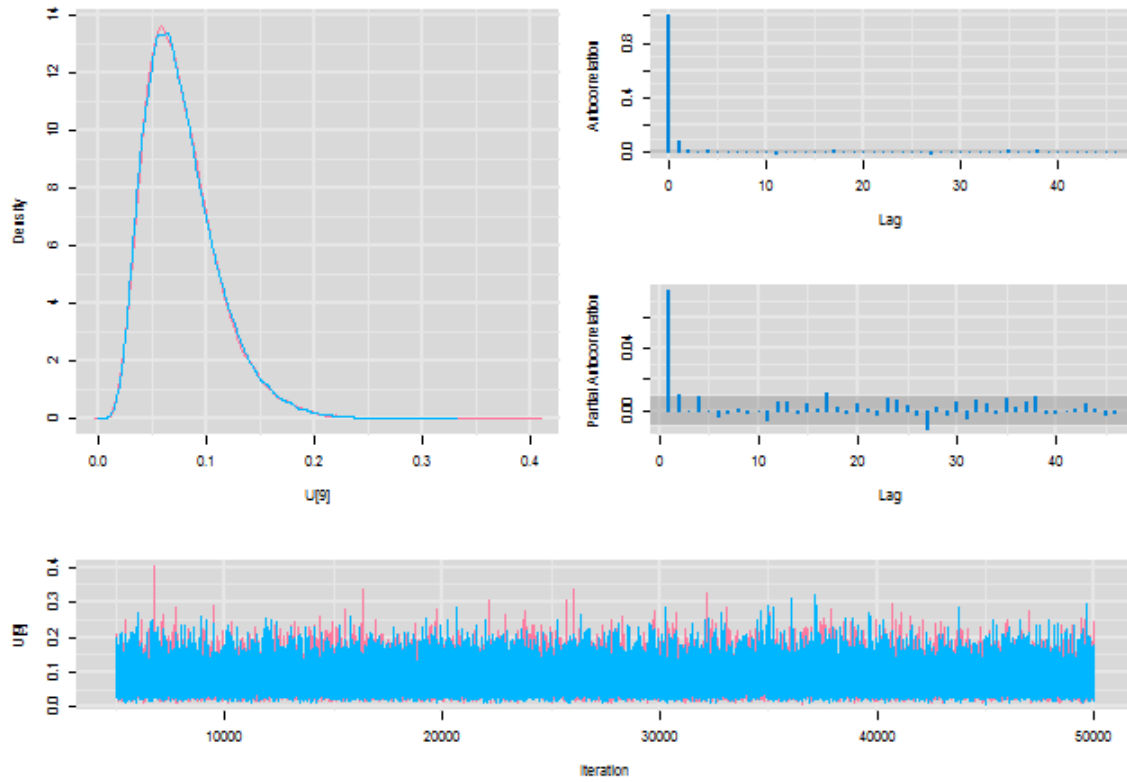 14
12
10
8
6
4
2
0
Density
0.0 0.1 0.2 0.3 0.4
U[9]
0.8
0.4
0.0
Autocorrelation
0 10 20 30 40
Lag
0.04
0.00
Partial Autocorrelation
0 10 20 30 40
Lag
0.4
0.3
0.2
0.1
0.0
U[9]
10000 20000 30000 40000 50000
Iteration